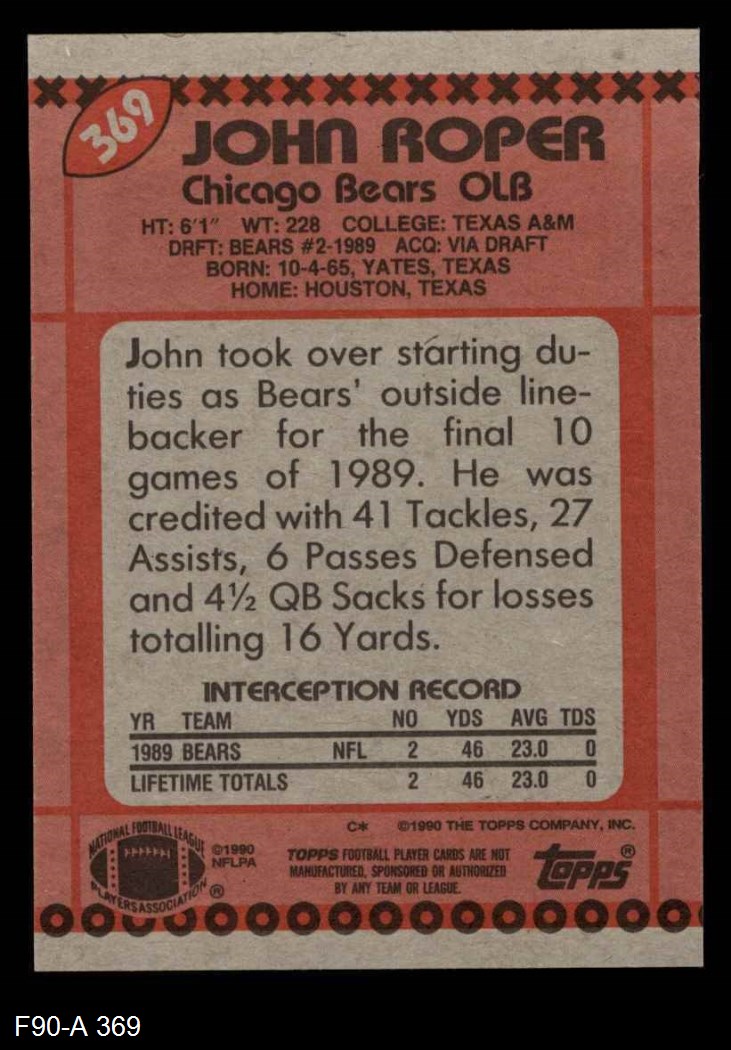 369
JOHN ROPER
Chicago Bears OLB
HT: 6'1" WT: 228 COLLEGE: TEXAS A&M
DRFT: BEARS #2-1989 ACQ: VIA DRAFT
BORN: 10-4-65, YATES, TEXAS
HOME: HOUSTON, TEXAS
John took over starting du-
ties as Bears' outside line-
backer for the final 10
games of 1989. He was
credited with 41 Tackles, 27
Assists, 6 Passes Defensed
and 4½ QB Sacks for losses
totalling 16 Yards.
INTERCEPTION RECORD
YR TEAM NO YDS AVG TDS
1989 BEARS NFL 2 46 23.0 0
LIFETIME TOTALS 2 46 23.0 0
C* ©1990 THE TOPPS COMPANY, INC.
NATIONAL FOOTBALL LEAGUE
PLAYERS ASSOCIATION ®
©1990
NFLPA
TOPPS FOOTBALL PLAYER CARDS ARE NOT
MANUFACTURED, SPONSORED OR AUTHORIZED
BY ANY TEAM OR LEAGUE.
topps®
F90-A 369